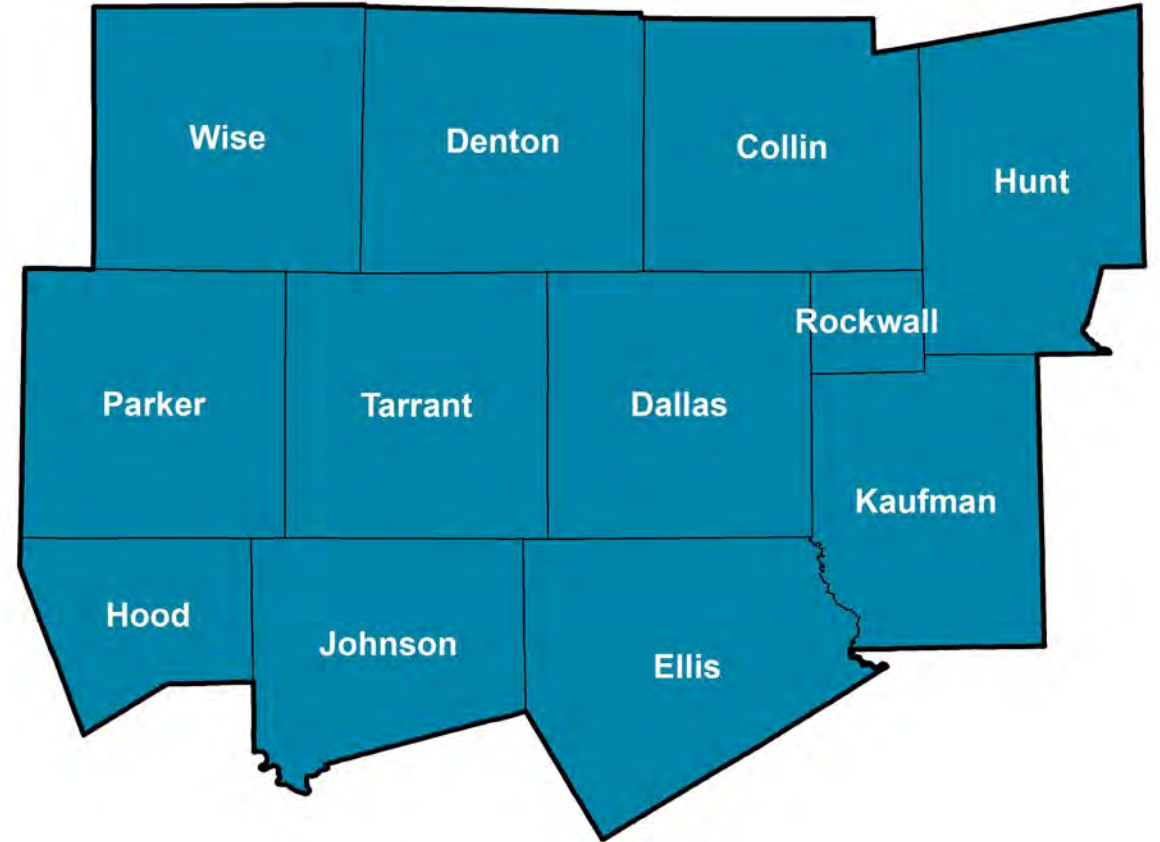 Wise
Denton
Collin
Hunt
Rockwall
Parker
Tarrant
Dallas
Kaufman
Hood
Johnson
Ellis